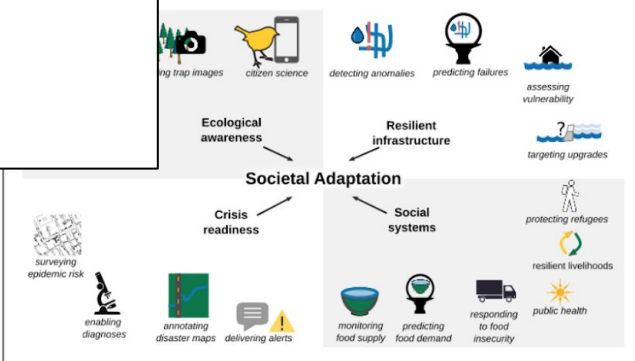 ing trap images
citizen science
detecting anomalies
predicting failures
assessing
vulnerability
Ecological
awareness
Resilient
infrastructure
?
targeting upgrades
Societal Adaptation
Crisis
readiness
Social
systems
protecting refugees
surveying
epidemic risk
resilient livelihoods
enabling
diagnoses
annotating
disaster maps
delivering alerts
monitoring
food supply
predicting
food demand
responding
to food
insecurity
public health